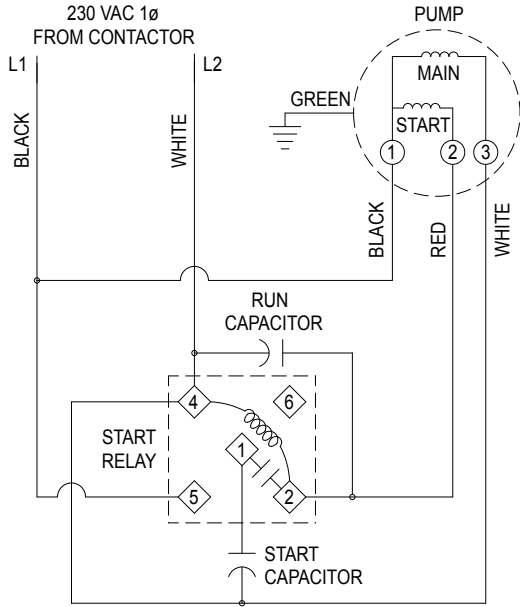 230 VAC 1ø
FROM CONTACTOR
L1
L2
BLACK
WHITE
PUMP
MAIN
START
GREEN
1
2
3
BLACK
RED
WHITE
RUN
CAPACITOR
4
6
START
RELAY
1
5
2
START
CAPACITOR